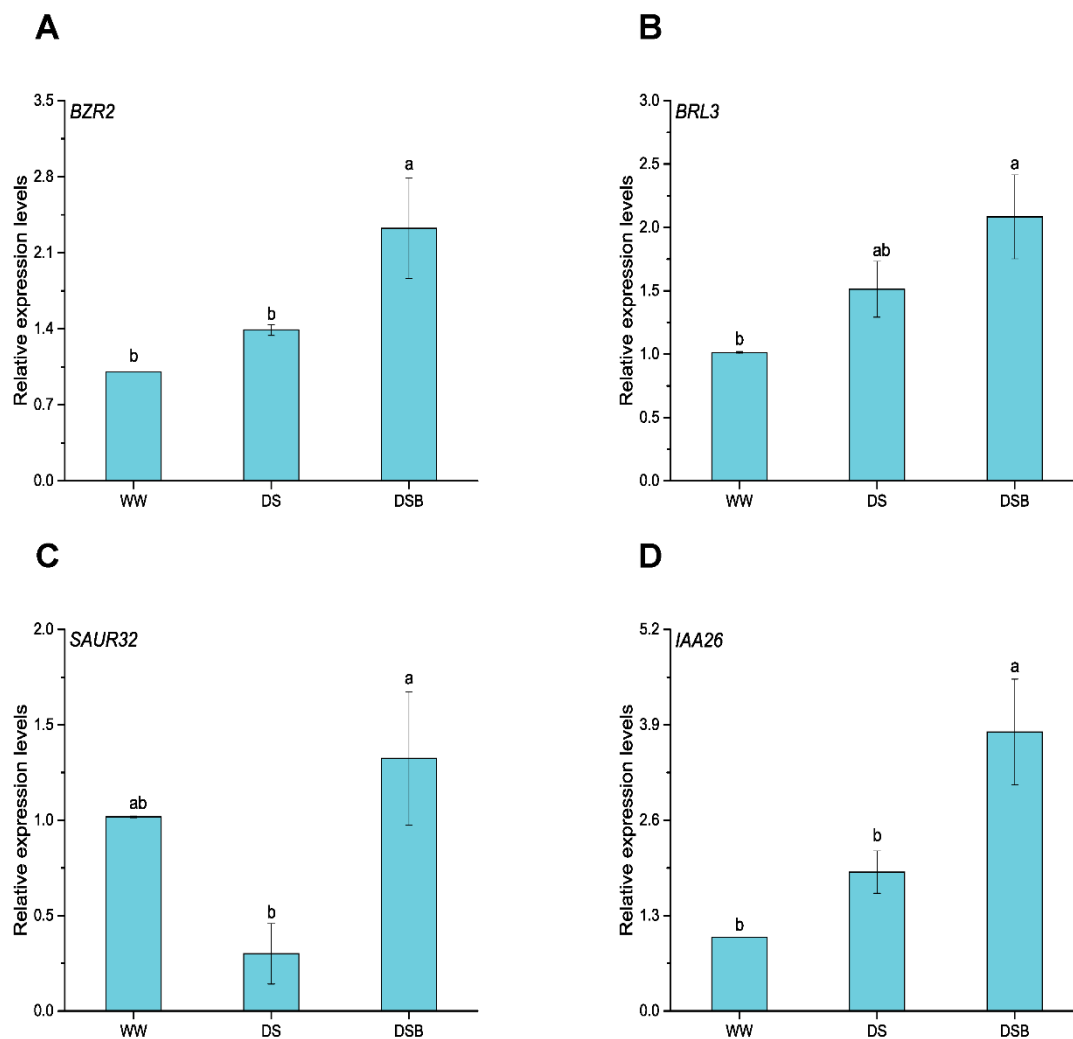 A
BZR2
Relative expression levels
3.5
2.8
2.1
1.4
0.7
0.0
b
b
a
WW DS DSB
B
BRL3
Relative expression levels
3.0
2.5
2.0
1.5
1.0
0.5
0.0
b
ab
a
WW DS DSB
C
SAUR32
Relative expression levels
2.0
1.5
1.0
0.5
0.0
ab
b
a
WW DS DSB
D
IAA26
Relative expression levels
5.2
3.9
2.6
1.3
0.0
b
b
a
WW DS DSB